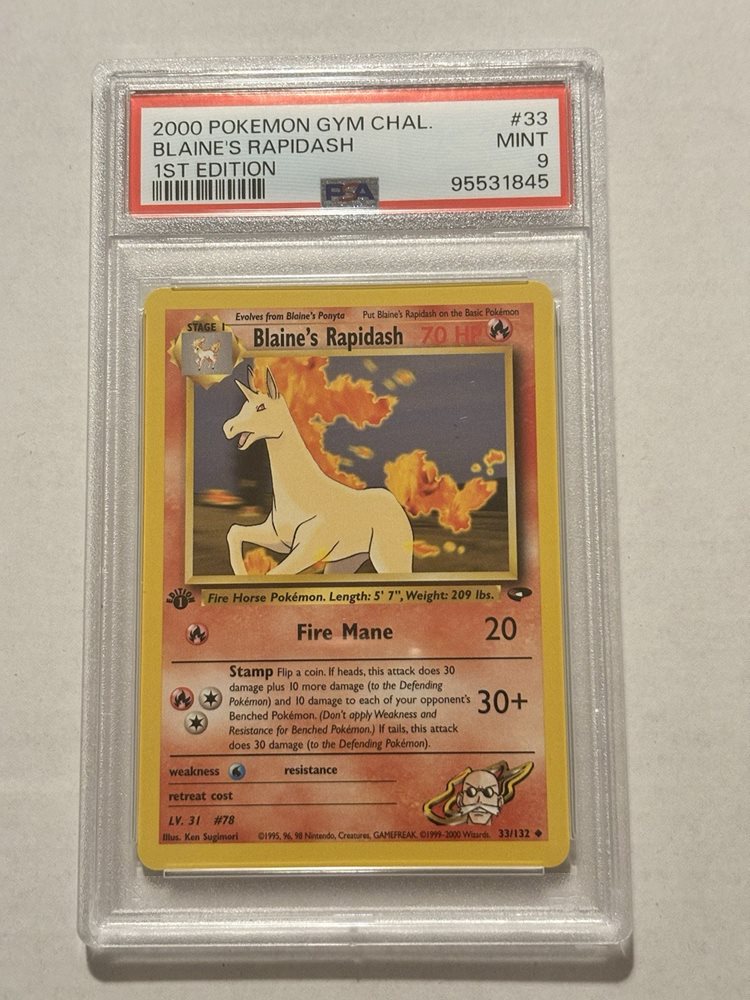 2000 POKEMON GYM CHAL. #33
BLAINE'S RAPIDASH MINT
1ST EDITION 9
PSA 95531845
Evolves from Blaine's Ponyta Put Blaine's Rapidash on the Basic Pokémon
STAGE 1
Blaine's Rapidash 70 HP
EDITION 1
Fire Horse Pokémon. Length: 5' 7", Weight: 209 lbs.
Fire Mane 20
Stamp Flip a coin. If heads, this attack does 30
damage plus 10 more damage (to the Defending
Pokémon) and 10 damage to each of your opponent's
Benched Pokémon. (Don't apply Weakness and
Resistance for Benched Pokémon.) If tails, this attack
does 30 damage (to the Defending Pokémon).
30+
weakness resistance
retreat cost
LV. 31 #78
Illus. Ken Sugimori ©1995, 96, 98 Nintendo, Creatures, GAMEFREAK. ©1999-2000 Wizards. 33/132